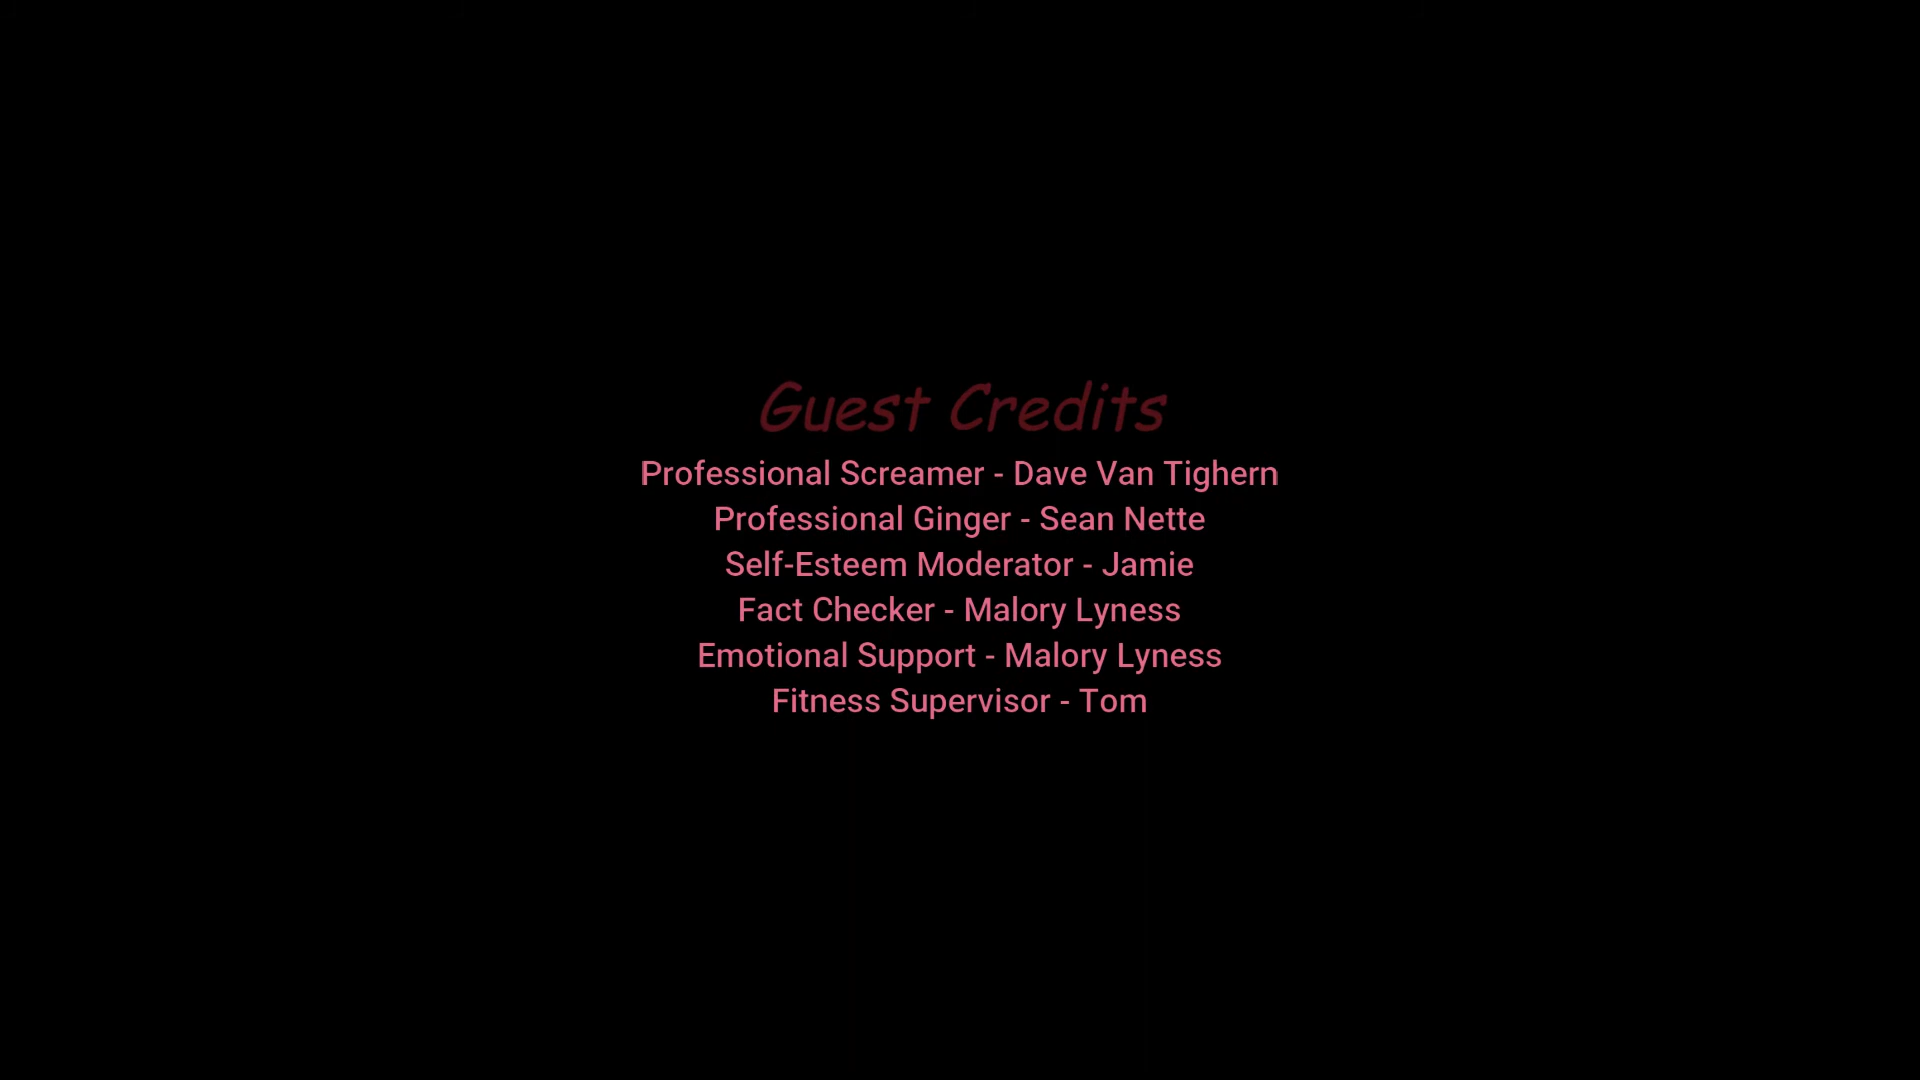 Guest Credits
Professional Screamer - Dave Van Tighern
Professional Ginger - Sean Nette
Self-Esteem Moderator - Jamie
Fact Checker - Malory Lyness
Emotional Support - Malory Lyness
Fitness Supervisor - Tom